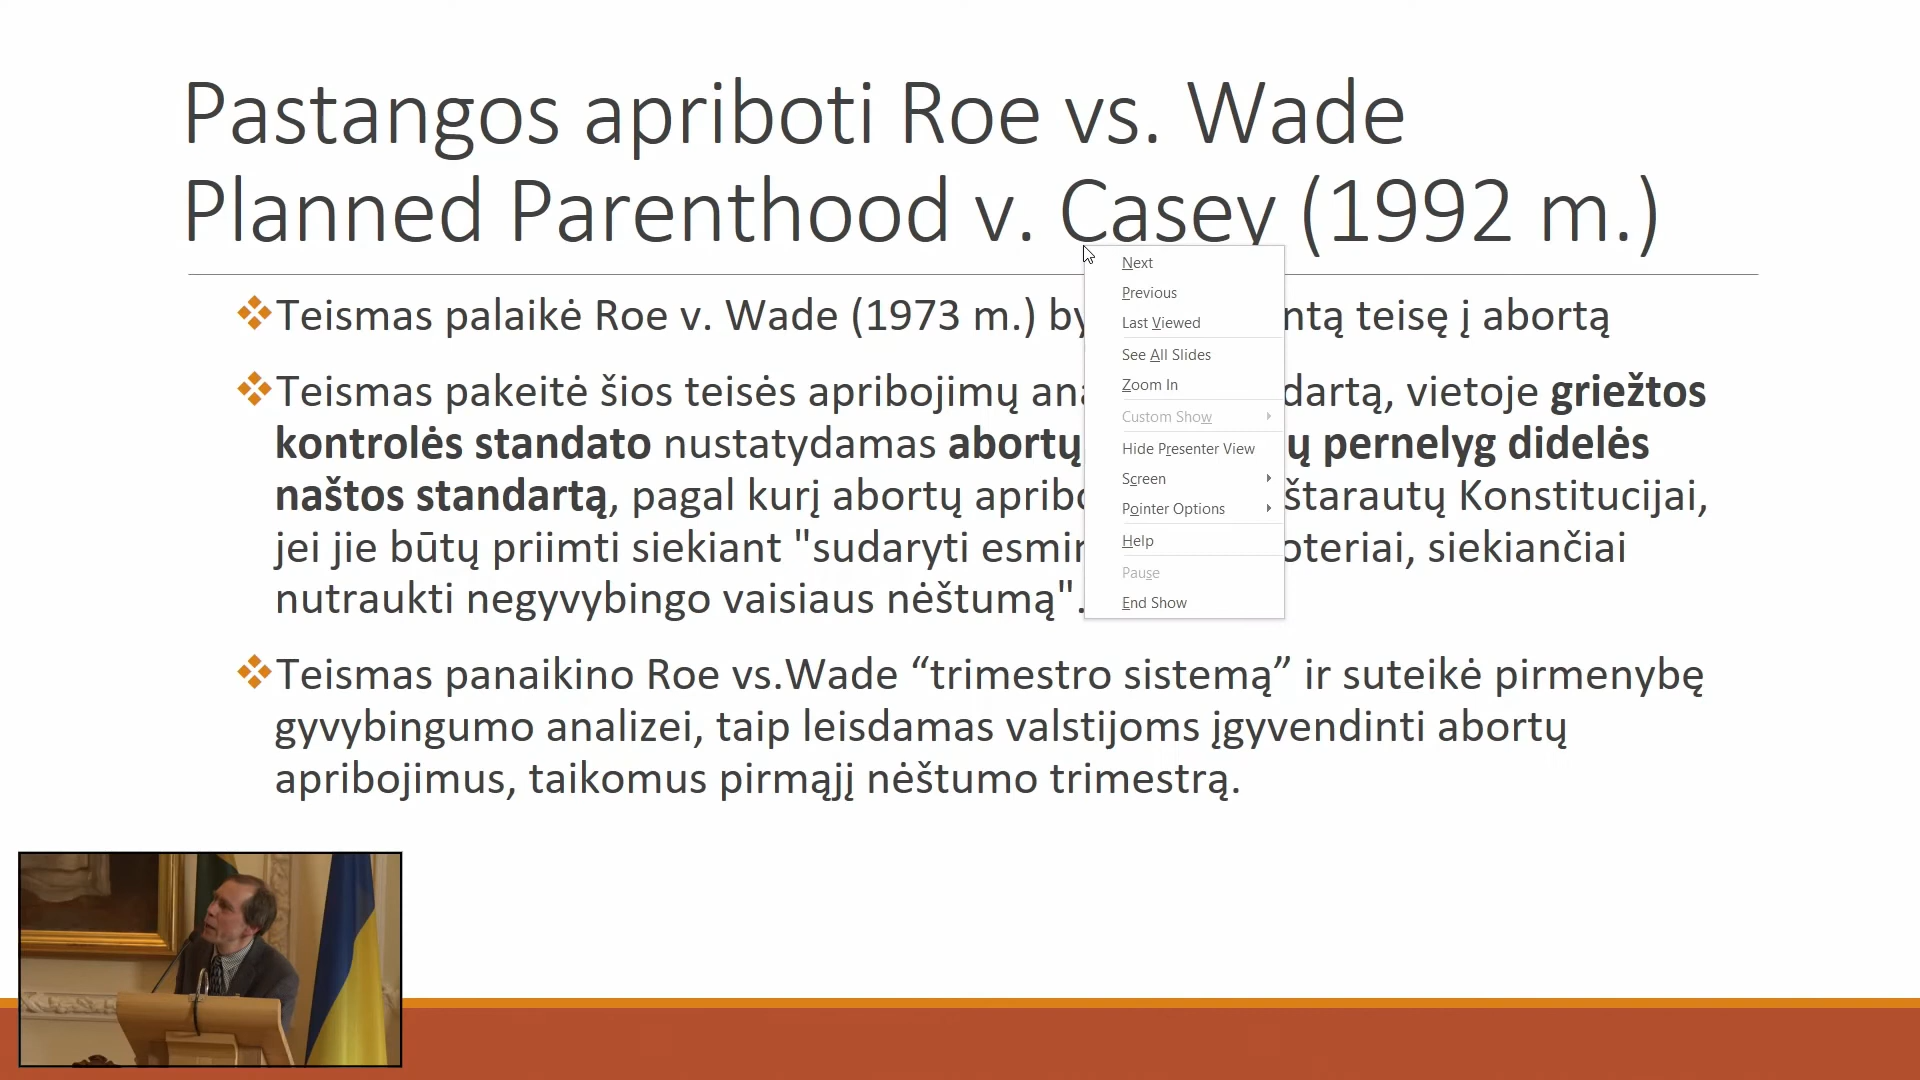 Pastangos apriboti Roe vs. Wade
Planned Parenthood v. Casey (1992 m.)
Teismas palaikė Roe v. Wade (1973 m.) ntą teisę į abortą
Teismas pakeitė šios teisės apribojimų dartą, vietoje griežtos
kontrolės standato nustatydamas abortų ų pernelyg didelės
naštos standartą, pagal kurį abortų štarautų Konstitucijai,
jei jie būtų priimti siekiant "sudaryti oteriai, siekiančiai
nutraukti negyvybingo vaisiaus nėštumą".
Teismas panaikino Roe vs.Wade “trimestro sistemą” ir suteikė pirmenybę
gyvybingumo analizei, taip leisdamas valstijoms įgyvendinti abortų
apribojimus, taikomus pirmąjį nėštumo trimestrą.
Next
Previous
Last Viewed
See All Slides
Zoom In
Custom Show
Hide Presenter View
Screen
Pointer Options
Help
Pause
End Show